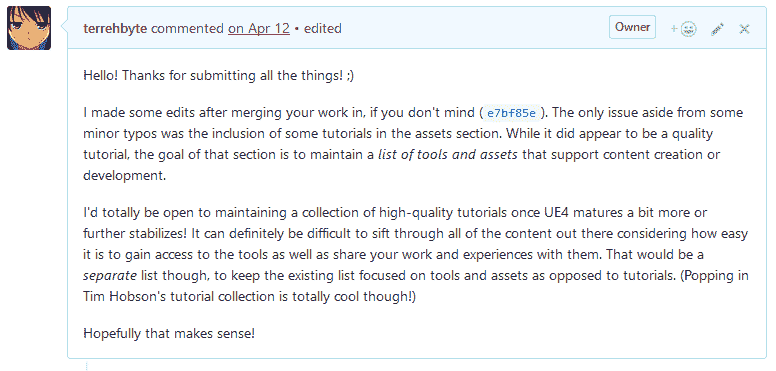 terrehbyte commented on Apr 12 • edited
Owner
Hello! Thanks for submitting all the things! ;)
I made some edits after merging your work in, if you don't mind ( e7bf85e ). The only issue aside from some
minor typos was the inclusion of some tutorials in the assets section. While it did appear to be a quality
tutorial, the goal of that section is to maintain a list of tools and assets that support content creation or
development.
I'd totally be open to maintaining a collection of high-quality tutorials once UE4 matures a bit more or
further stabilizes! It can definitely be difficult to sift through all of the content out there considering how easy
it is to gain access to the tools as well as share your work and experiences with them. That would be a
separate list though, to keep the existing list focused on tools and assets as opposed to tutorials. (Popping in
Tim Hobson's tutorial collection is totally cool though!)
Hopefully that makes sense!